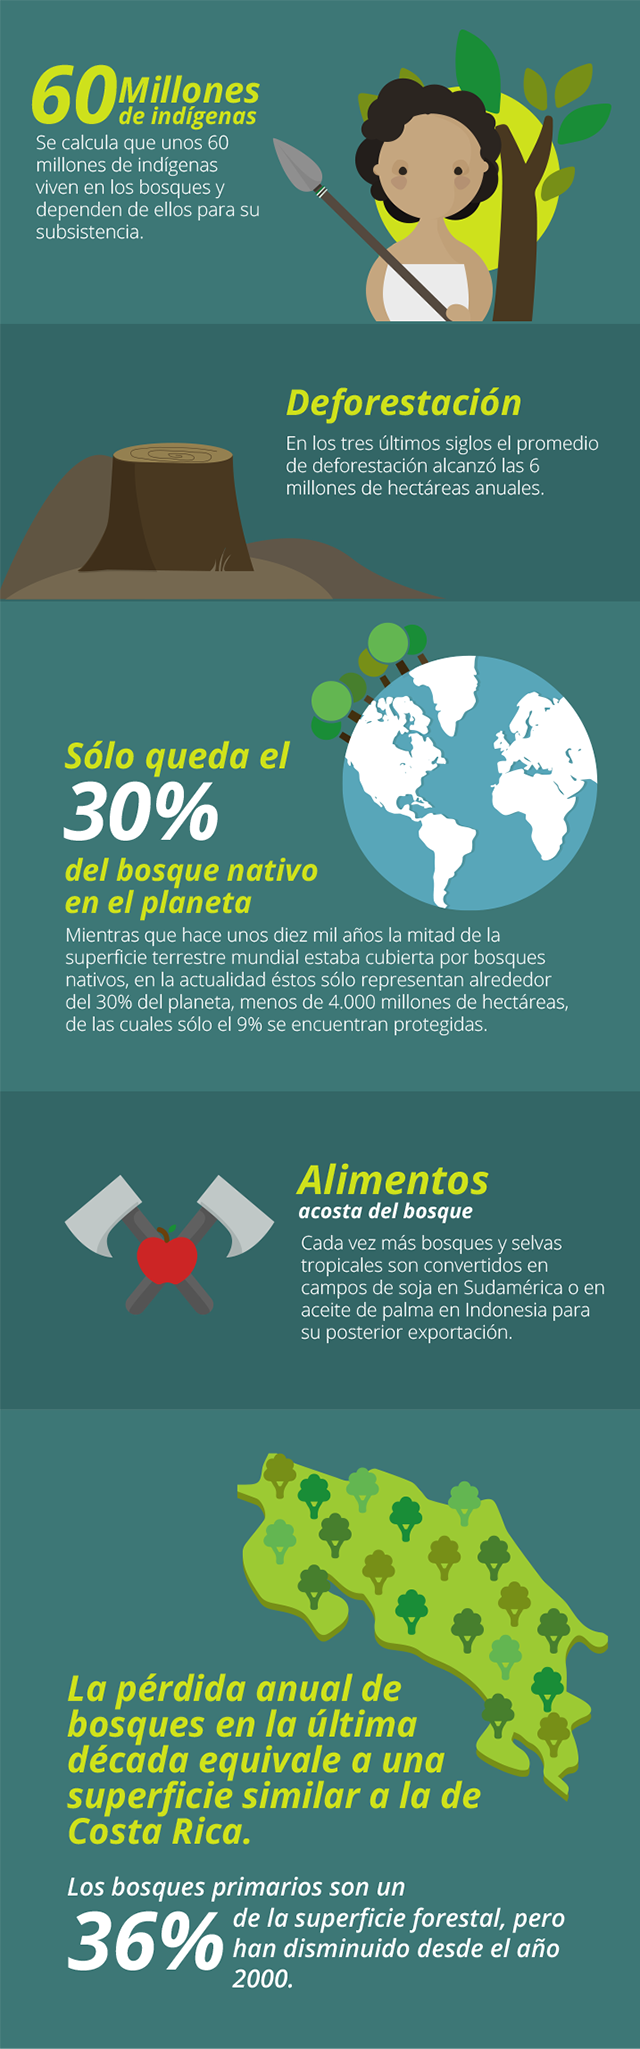 60 Millones
de indígenas
Se calcula que unos 60
millones de indígenas
viven en los bosques y
dependen de ellos para su
subsistencia.
Deforestación
En los tres últimos siglos el promedio
de deforestación alcanzó las 6
millones de hectáreas anuales.
Sólo queda el
30%
del bosque nativo
en el planeta
Mientras que hace unos diez mil años la mitad de la
superficie terrestre mundial estaba cubierta por bosques
nativos, en la actualidad éstos sólo representan alrededor
del 30% del planeta, menos de 4.000 millones de hectáreas,
de las cuales sólo el 9% se encuentran protegidas.
Alimentos
acosta del bosque
Cada vez más bosques y selvas
tropicales son convertidos en
campos de soja en Sudamérica o en
aceite de palma en Indonesia para
su posterior exportación.
La pérdida anual de
bosques en la última
década equivale a una
superficie similar a la de
Costa Rica.
Los bosques primarios son un
36% de la superficie forestal, pero
han disminuido desde el año
2000.